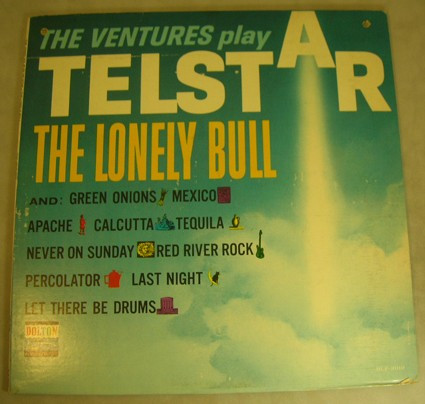 THE VENTURES play
TELSTAR
THE LONELY BULL
AND: GREEN ONIONS MEXICO
APACHE CALCUTTA TEQUILA
NEVER ON SUNDAY RED RIVER ROCK
PERCOLATOR LAST NIGHT
LET THERE BE DRUMS
DOLTON